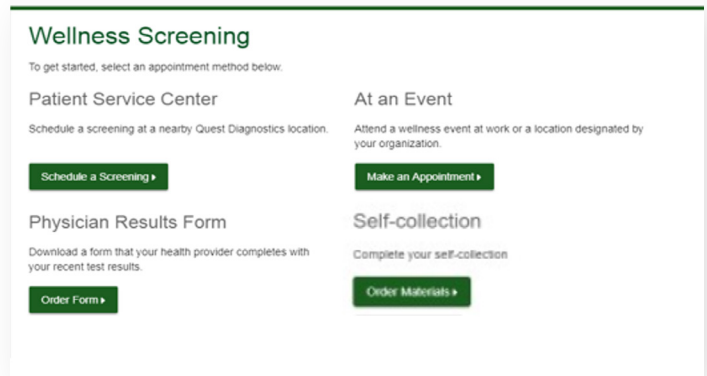 Wellness Screening
To get started, select an appointment method below.
Patient Service Center
Schedule a screening at a nearby Quest Diagnostics location.
Schedule a Screening
At an Event
Attend a wellness event at work or a location designated by
your organization.
Make an Appointment
Physician Results Form
Download a form that your health provider completes with
your recent test results.
Order Form
Self-collection
Complete your self-collection
Order Materials